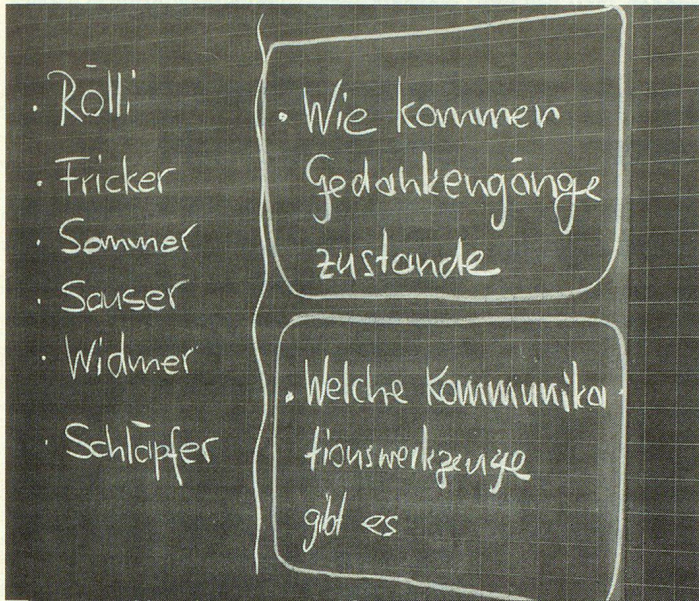 · Rölli
· Fricker
· Sommer
· Sauser
· Widmer
· Schläpfer
· Wie kommen
Gedankengänge
zustande
· Welche Kommunika
tionswerkzeuge
gibt es